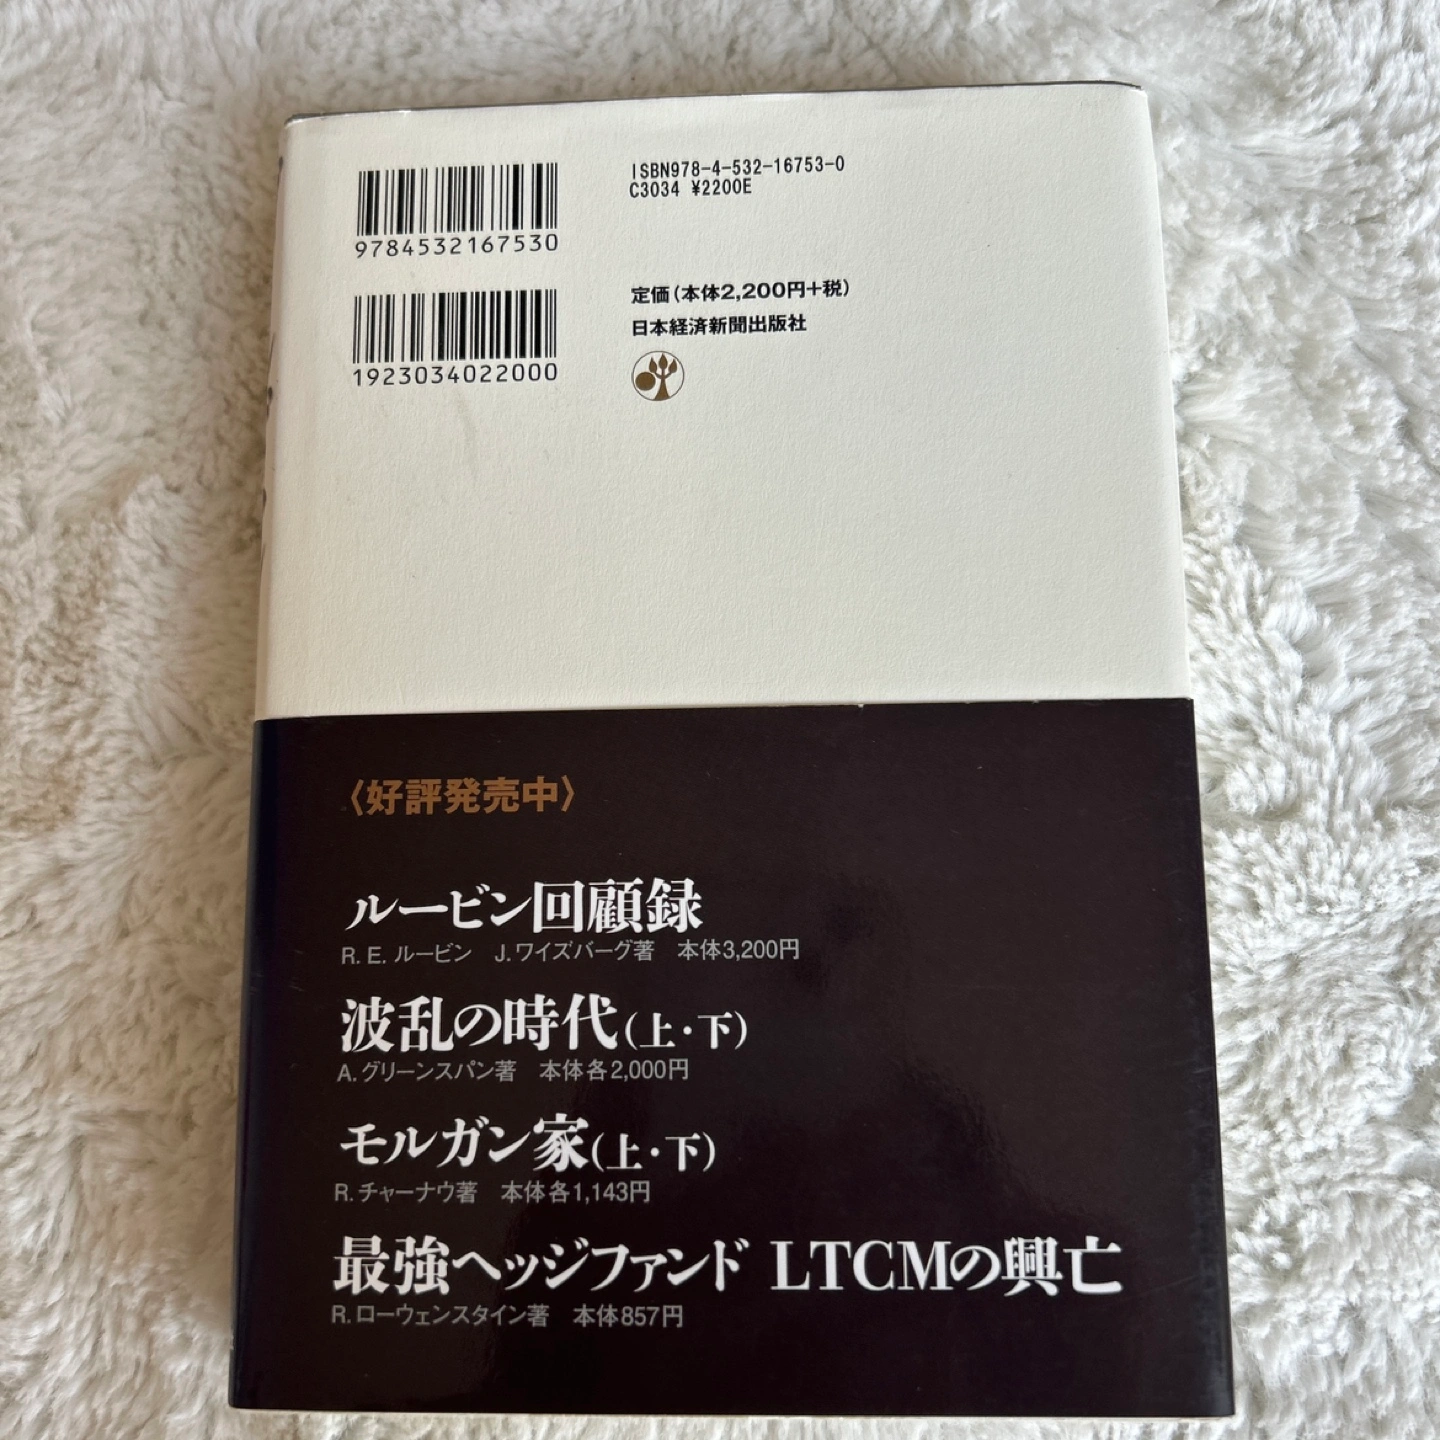 9784532167530
ISBN978-4-532-16753-0
C3034 ¥2200E
1923034022000
定価(本体2,200円+税)
日本経済新聞出版社
〈好評発売中〉
ルービン回顧録
R. E. ルービン　J.ワイズバーグ著　本体3,200円
波乱の時代(上・下)
A.グリーンスパン著　本体各2,000円
モルガン家(上・下)
R.チャーナウ著　本体各1,143円
最強ヘッジファンド LTCMの興亡
R.ローウェンスタイン著　本体857円